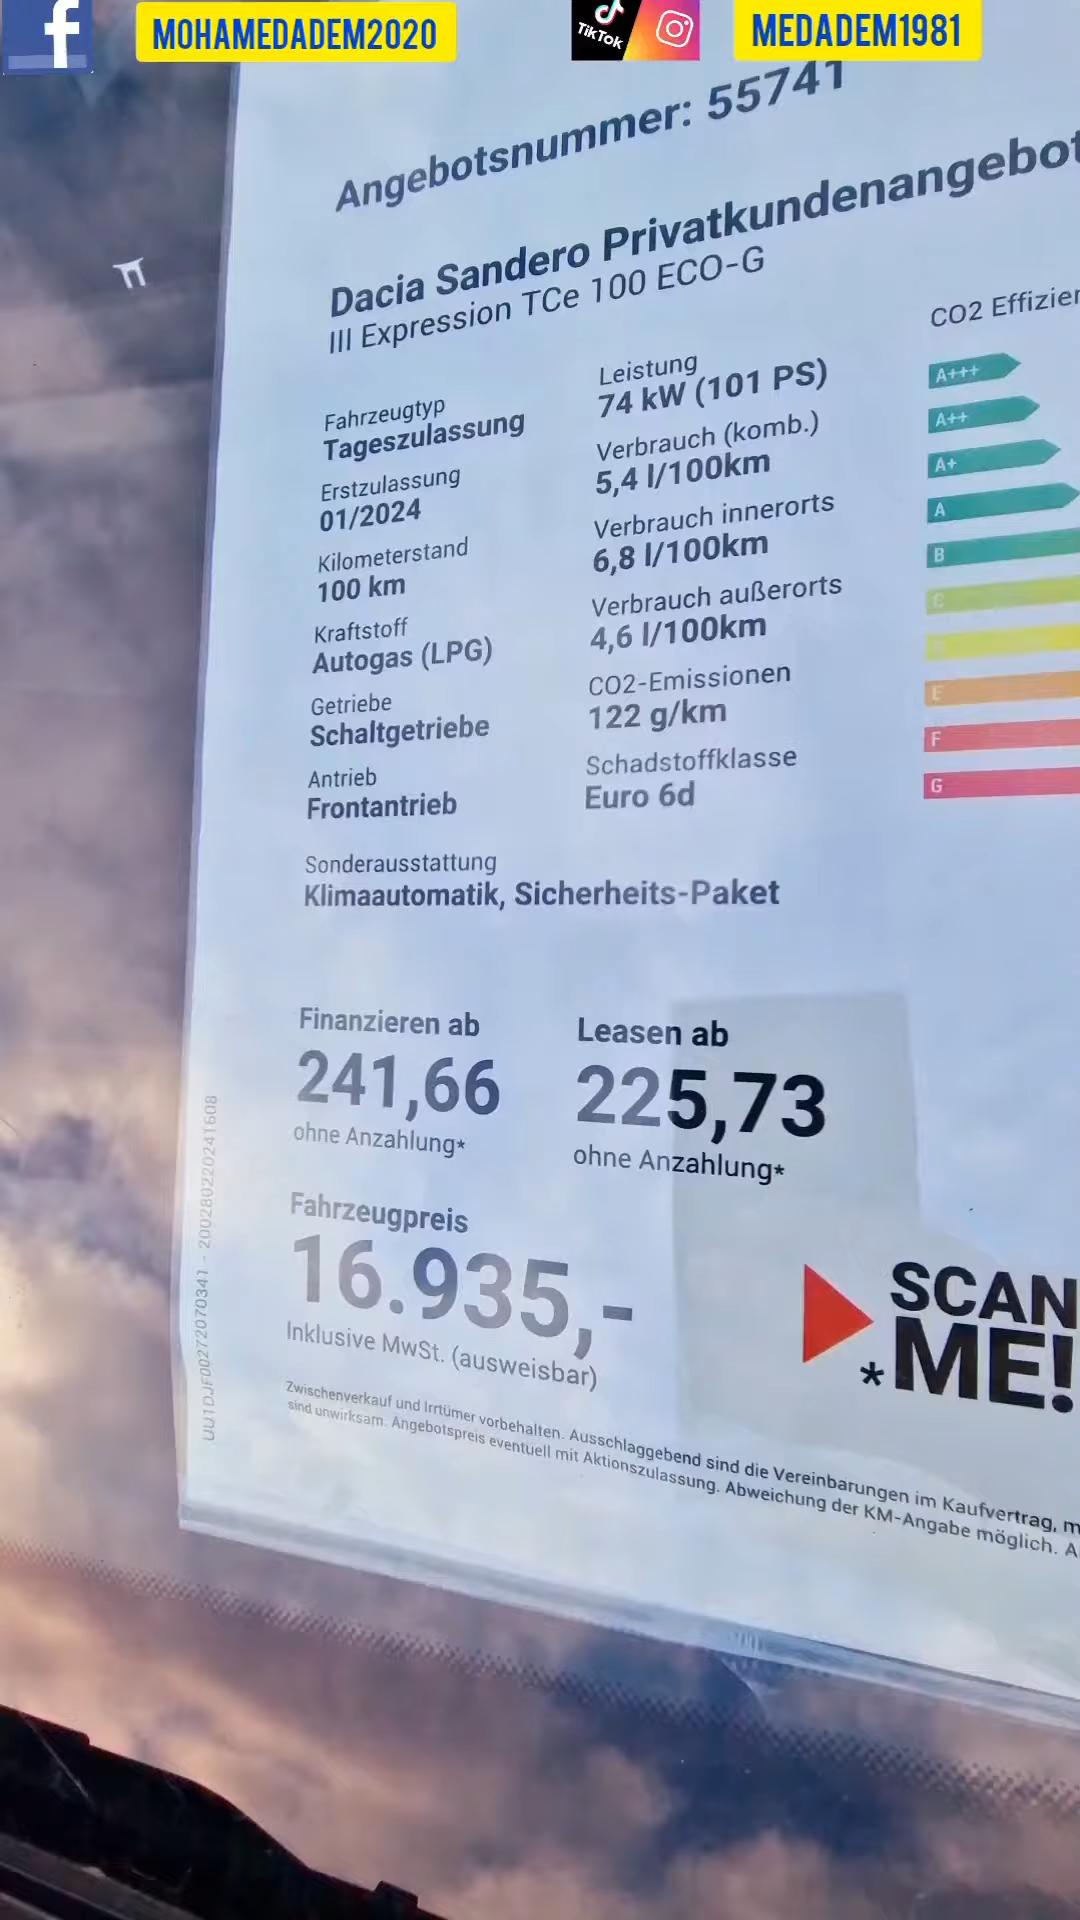 f
MOHAMEDADEM2020
TikTok
MEDADEM1981
Angebotsnummer: 55741
Dacia Sandero Privatkundenangebot
III Expression TCe 100 ECO-G
Fahrzeugtyp
Tageszulassung
Erstzulassung
01/2024
Kilometerstand
100 km
Kraftstoff
Autogas (LPG)
Getriebe
Schaltgetriebe
Antrieb
Frontantrieb
Leistung
74 kW (101 PS)
Verbrauch (komb.)
5,4 l/100km
Verbrauch innerorts
6,8 l/100km
Verbrauch außerorts
4,6 l/100km
CO2-Emissionen
122 g/km
Schadstoffklasse
Euro 6d
CO2
A+++
A++
A+
A
B
C
E
F
G
Sonderausstattung
Klimaautomatik, Sicherheits-Paket
Finanzieren ab
241,66
ohne Anzahlung*
Leasen ab
225,73
ohne Anzahlung*
Fahrzeugpreis
16.935,-
Inklusive MwSt. (ausweisbar)
SCAN
*ME!
Zwischenverkauf und Irrtümer vorbehalten. Ausschlaggebend sind die Vereinbarungen im Kaufvertrag,
sind unwirksam. Angebotspreis eventuell mit Aktionszulassung. Abweichung der KM-Angabe möglich.
UU1DJF00272070341 - 20028022024​1608